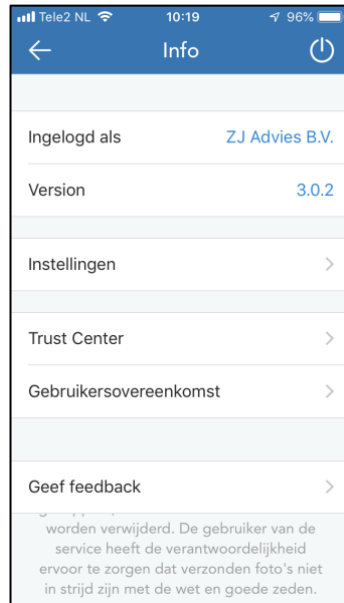 Tele2 NL 10:19 96%
Info
Ingelogd als ZJ Advies B.V.
Version 3.0.2
Instellingen
Trust Center
Gebruikersovereenkomst
Geef feedback
worden verwijderd. De gebruiker van de
service heeft de verantwoordelijkheid
ervoor te zorgen dat verzonden foto's niet
in strijd zijn met de wet en goede zeden.